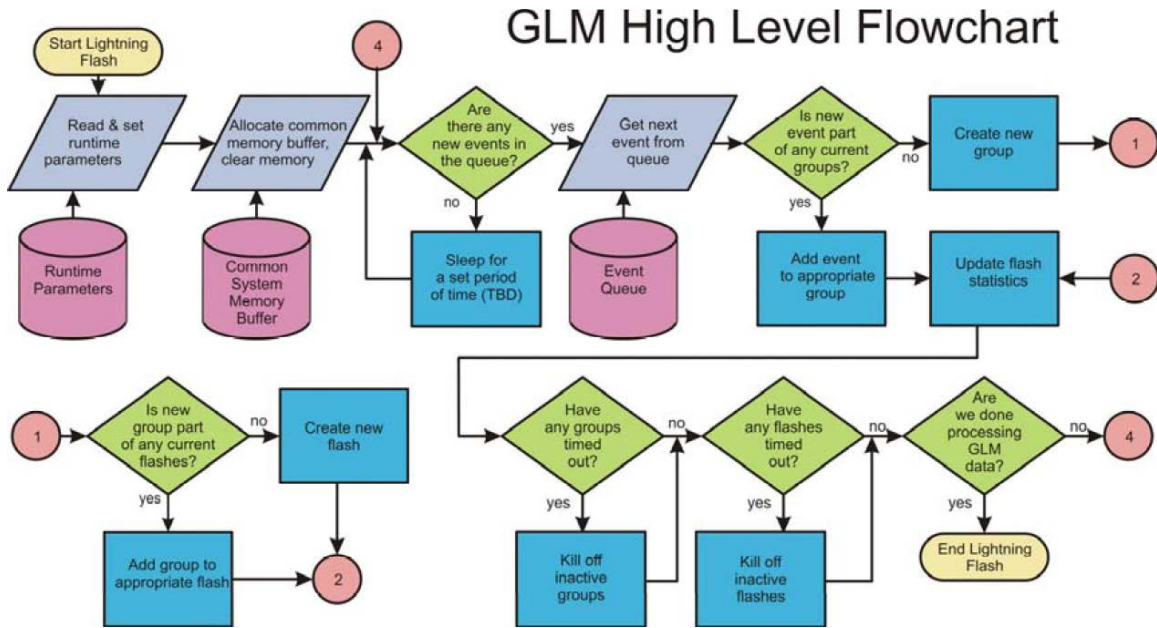 GLM High Level Flowchart
Start Lightning
Flash
4
Read & set
runtime
parameters
Allocate common
memory buffer,
clear memory
Are
there any
new events in
the queue?
yes
no
Get next
event from
queue
Is new
event part
of any current
groups?
no
yes
Create new
group
1
Runtime
Parameters
Common
System
Memory
Buffer
Sleep for
a set period
of time (TBD)
Event
Queue
Add event
to appropriate
group
Update flash
statistics
2
1
Is new
group part
of any current
flashes?
no
yes
Create new
flash
Add group to
appropriate flash
2
Have
any groups
timed
out?
no
yes
Have
any flashes
timed
out?
no
yes
Are
we done
processing
GLM
data?
no
yes
4
Kill off
inactive
groups
Kill off
inactive
flashes
End Lightning
Flash